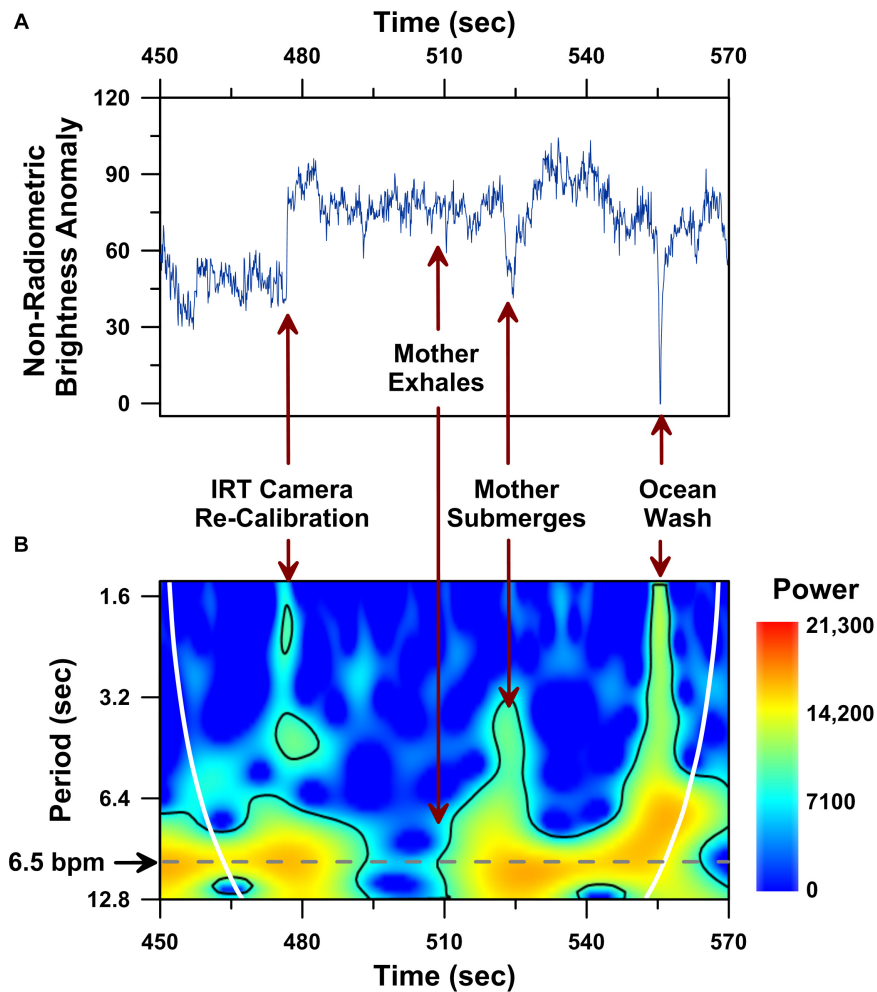 A
Time (sec)
450 480 510 540 570
Non-Radiometric
Brightness Anomaly
120
90
60
30
0
Mother
Exhales
IRT Camera
Re-Calibration
Mother
Submerges
Ocean
Wash
B
Period (sec)
1.6
3.2
6.4
12.8
6.5 bpm
Power
21,300
14,200
7100
0
450 480 510 540 570
Time (sec)